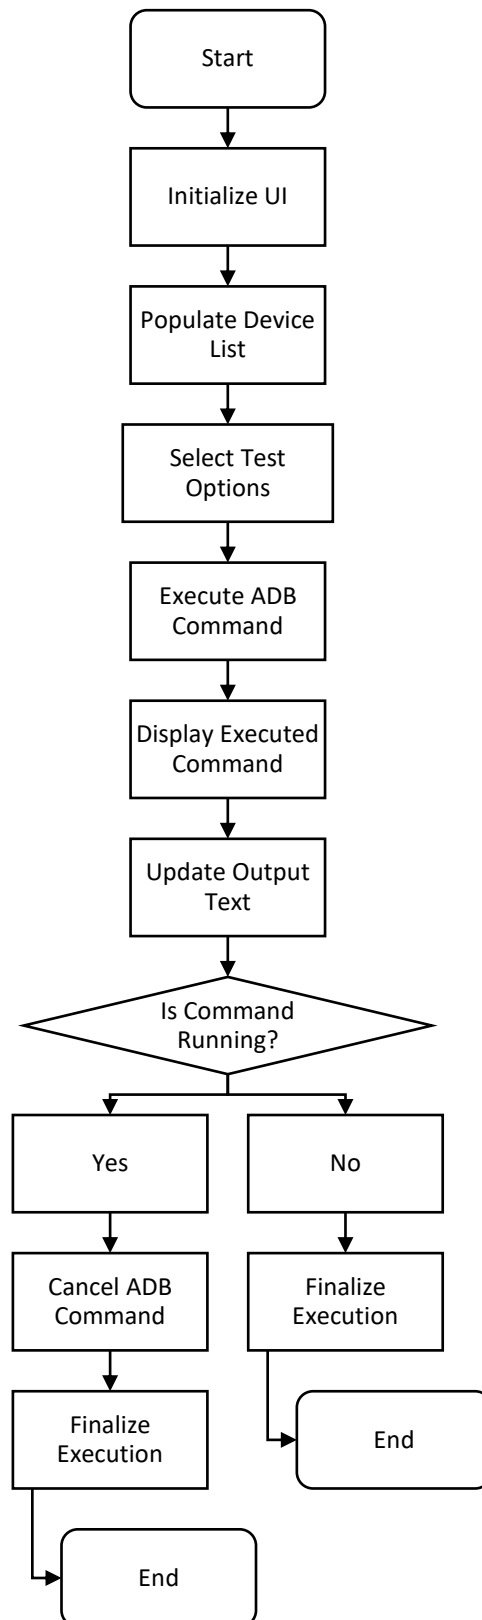 Start
Initialize UI
Populate Device
List
Select Test
Options
Execute ADB
Command
Display Executed
Command
Update Output
Text
Is Command
Running?
Yes
No
Cancel ADB
Command
Finalize
Execution
Finalize
Execution
End
End